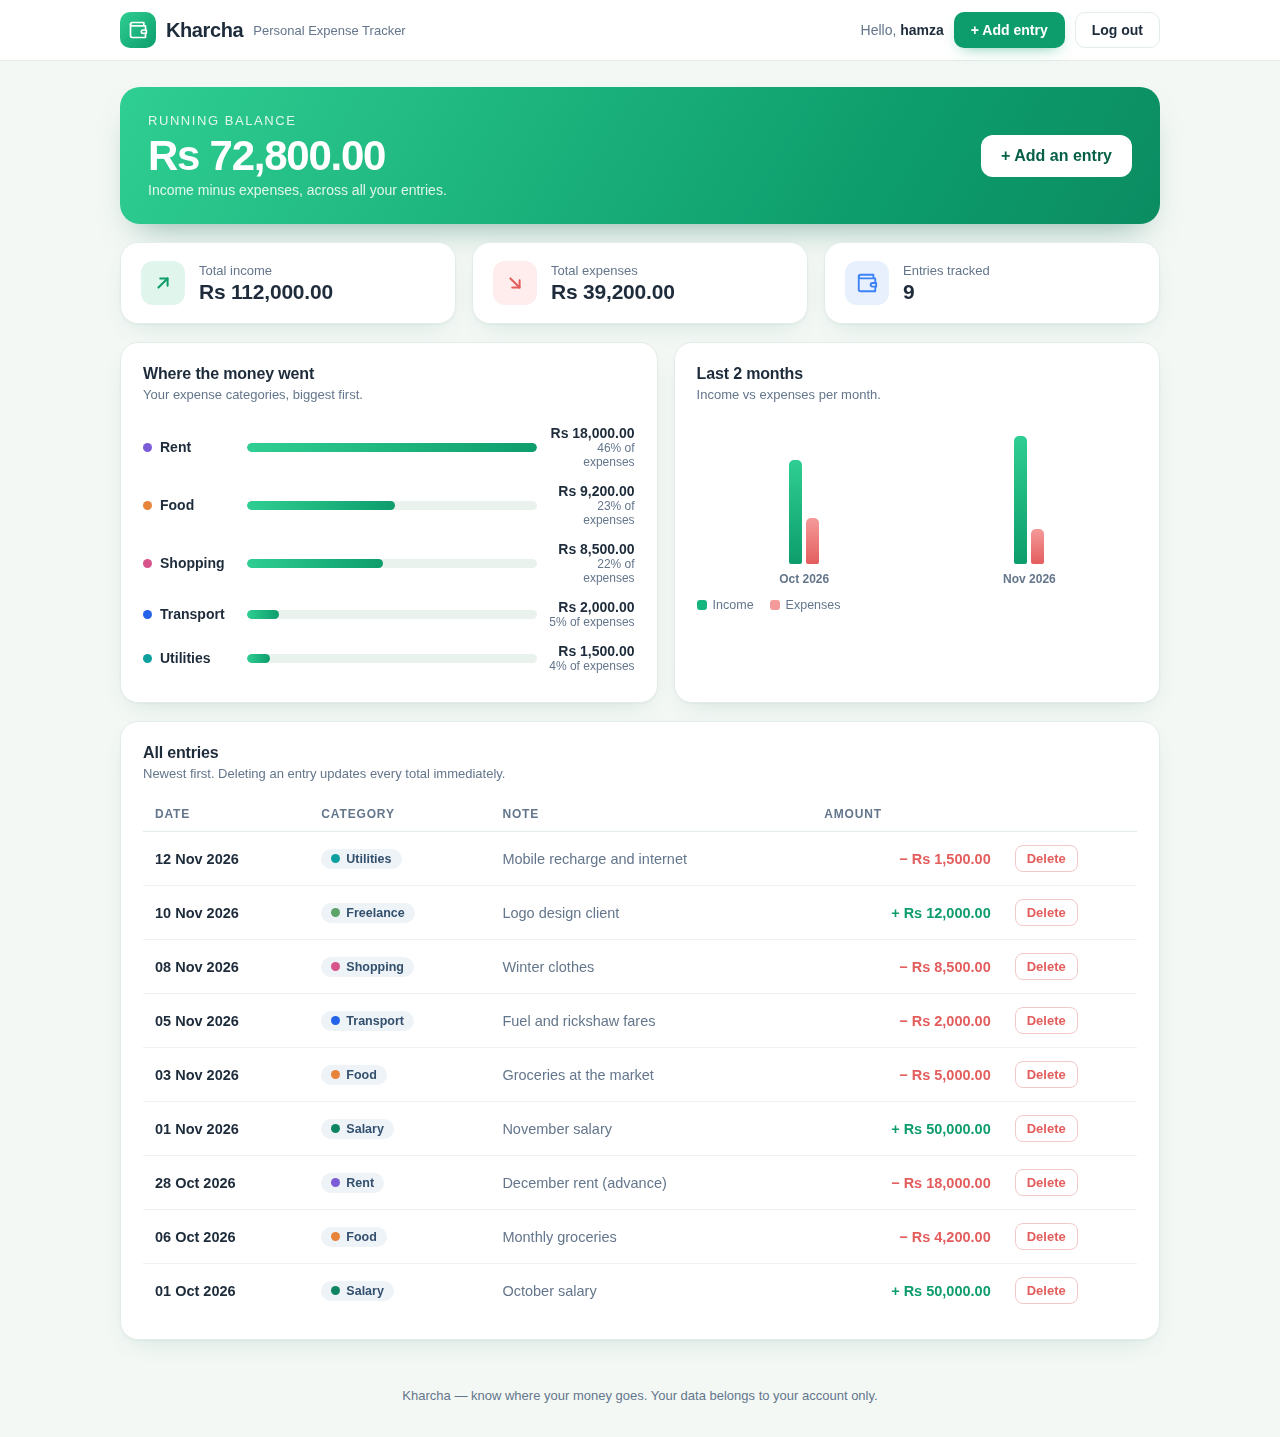 Kharcha Personal Expense Tracker Hello, hamza + Add entry Log out
RUNNING BALANCE
Rs 72,800.00
Income minus expenses, across all your entries.
+ Add an entry
Total income
Rs 112,000.00
Total expenses
Rs 39,200.00
Entries tracked
9
Where the money went
Your expense categories, biggest first.
Rent Rs 18,000.00
46% of
expenses
Food Rs 9,200.00
23% of
expenses
Shopping Rs 8,500.00
22% of
expenses
Transport Rs 2,000.00
5% of expenses
Utilities Rs 1,500.00
4% of expenses
Last 2 months
Income vs expenses per month.
Oct 2026 Nov 2026
Income Expenses
All entries
Newest first. Deleting an entry updates every total immediately.
DATE CATEGORY NOTE AMOUNT
12 Nov 2026 Utilities Mobile recharge and internet − Rs 1,500.00 Delete
10 Nov 2026 Freelance Logo design client + Rs 12,000.00 Delete
08 Nov 2026 Shopping Winter clothes − Rs 8,500.00 Delete
05 Nov 2026 Transport Fuel and rickshaw fares − Rs 2,000.00 Delete
03 Nov 2026 Food Groceries at the market − Rs 5,000.00 Delete
01 Nov 2026 Salary November salary + Rs 50,000.00 Delete
28 Oct 2026 Rent December rent (advance) − Rs 18,000.00 Delete
06 Oct 2026 Food Monthly groceries − Rs 4,200.00 Delete
01 Oct 2026 Salary October salary + Rs 50,000.00 Delete
Kharcha — know where your money goes. Your data belongs to your account only.